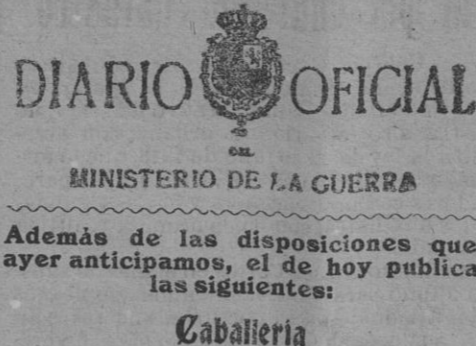 DIARIO OFICIAL
DEL
MINISTERIO DE LA GUERRA
Además de las disposiciones que
ayer anticipamos, el de hoy publica
las siguientes:
Caballería